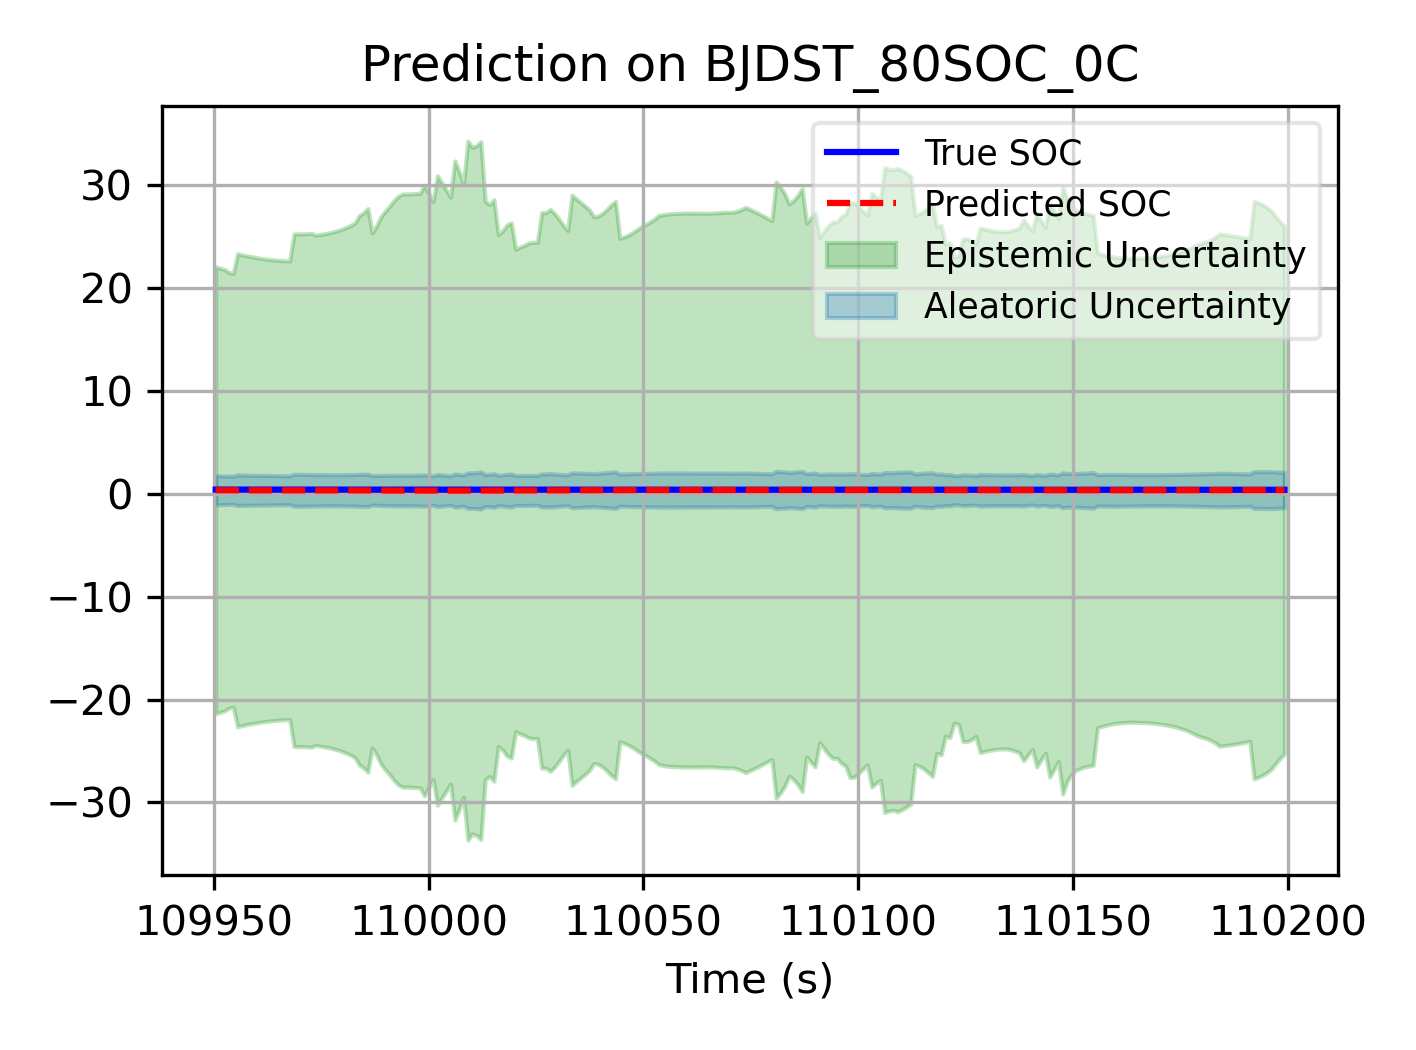 Prediction on BJDST_80SOC_0C
True SOC
Predicted SOC
Epistemic Uncertainty
Aleatoric Uncertainty
30
20
10
0
−10
−20
−30
109950 110000 110050 110100 110150 110200
Time (s)